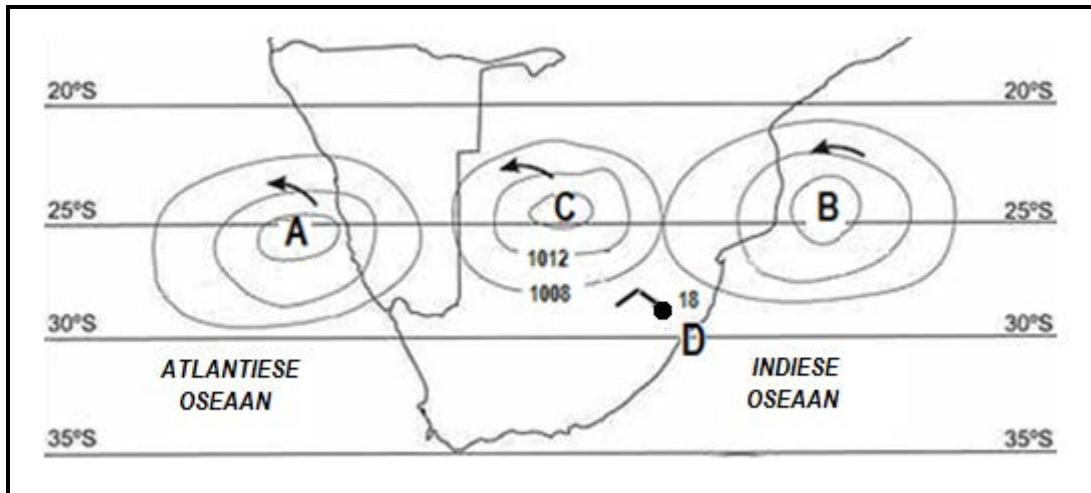 20°S 20°S
25°S A C B 25°S
1012
1008
18
30°S D 30°S
ATLANTIESE INDIESE
OSEAAN OSEAAN
35°S 35°S